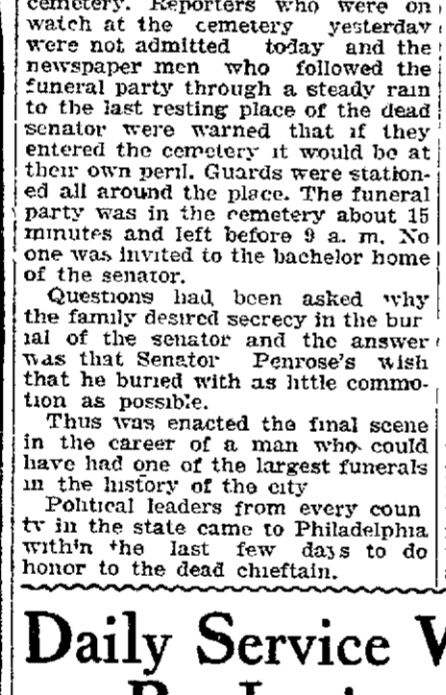 cemetery. Reporters who were on
watch at the cemetery yesterday
were not admitted today and the
newspaper men who followed the
funeral party through a steady rain
to the last resting place of the dead
senator were warned that if they
entered the cemetery it would be at
their own peril. Guards were station-
ed all around the place. The funeral
party was in the cemetery about 15
minutes and left before 9 a. m. No
one was invited to the bachelor home
of the senator.
Questions had been asked why
the family desired secrecy in the bur
ial of the senator and the answer
was that Senator Penrose's wish
that he buried with as little commo-
tion as possible.
Thus was enacted the final scene
in the career of a man who could
have had one of the largest funerals
in the history of the city
Political leaders from every coun
ty in the state came to Philadelphia
within the last few days to do
honor to the dead chieftain.
Daily Service